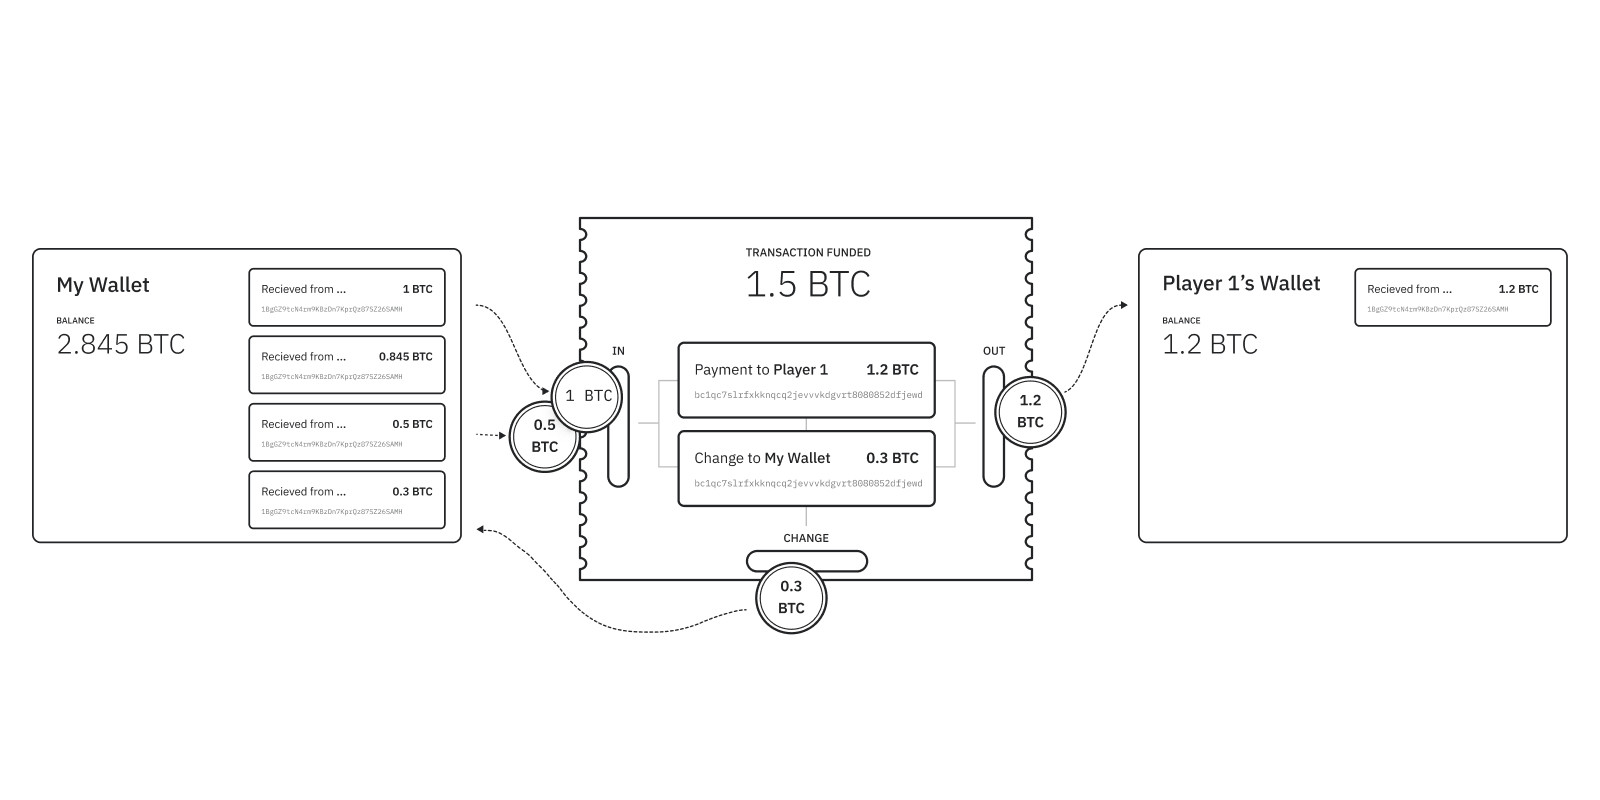 My Wallet
BALANCE
2.845 BTC
Recieved from ... 1 BTC
1BgGZ9tcN4rm9KBzDn7KprQz87SZ26SAMH
Recieved from ... 0.845 BTC
1BgGZ9tcN4rm9KBzDn7KprQz87SZ26SAMH
Recieved from ... 0.5 BTC
1BgGZ9tcN4rm9KBzDn7KprQz87SZ26SAMH
Recieved from ... 0.3 BTC
1BgGZ9tcN4rm9KBzDn7KprQz87SZ26SAMH
1 BTC
0.5
BTC
TRANSACTION FUNDED
1.5 BTC
IN
Payment to Player 1 1.2 BTC
bc1qc7slrfxkknqcq2jevvvkdgvrt8080852dfjewd
Change to My Wallet 0.3 BTC
bc1qc7slrfxkknqcq2jevvvkdgvrt8080852dfjewd
CHANGE
0.3
BTC
OUT
1.2
BTC
Player 1’s Wallet
BALANCE
1.2 BTC
Recieved from ... 1.2 BTC
1BgGZ9tcN4rm9KBzDn7KprQz87SZ26SAMH